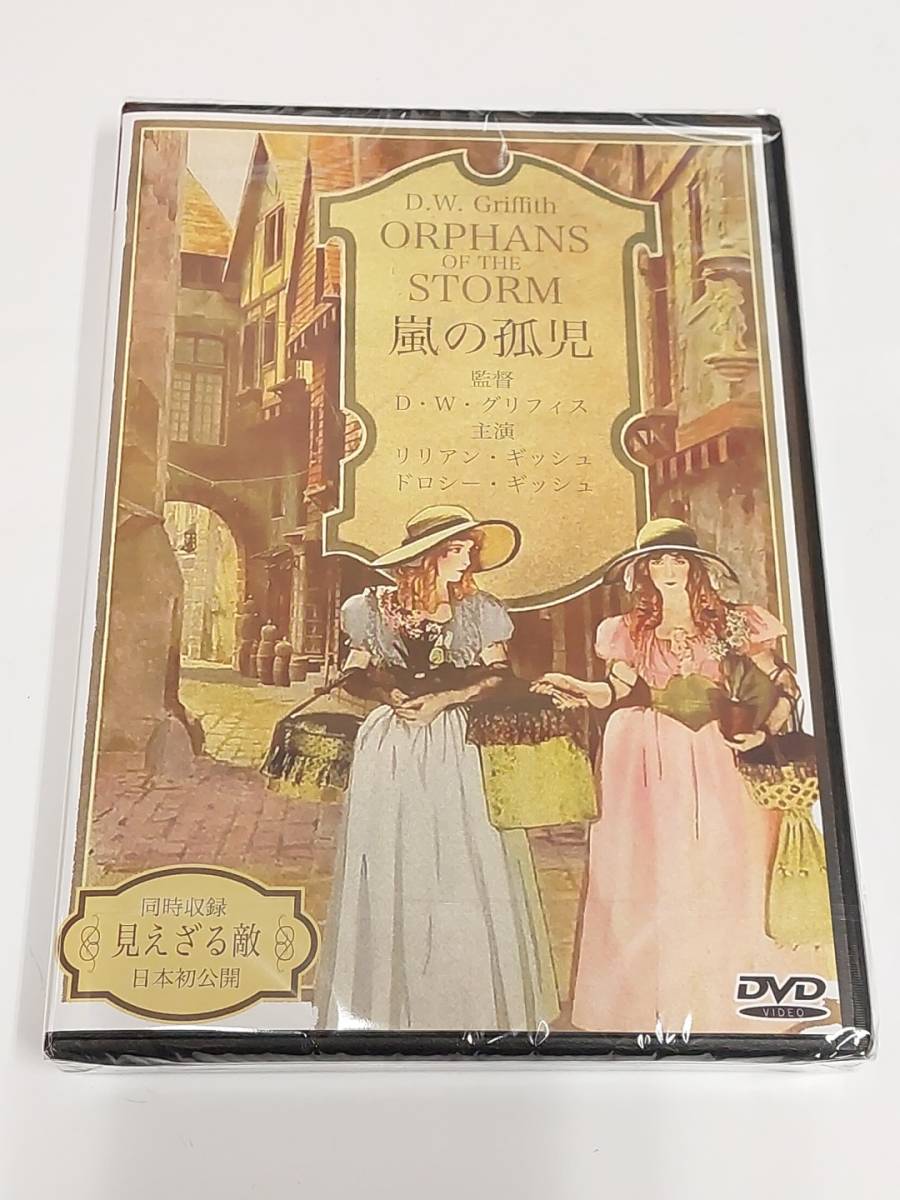 D.W. Griffith
ORPHANS
OF THE
STORM
嵐の孤児
監督
D・W・グリフィス
主演
リリアン・ギッシュ
ドロシー・ギッシュ
同時収録
見えざる敵
日本初公開
DVD
VIDEO